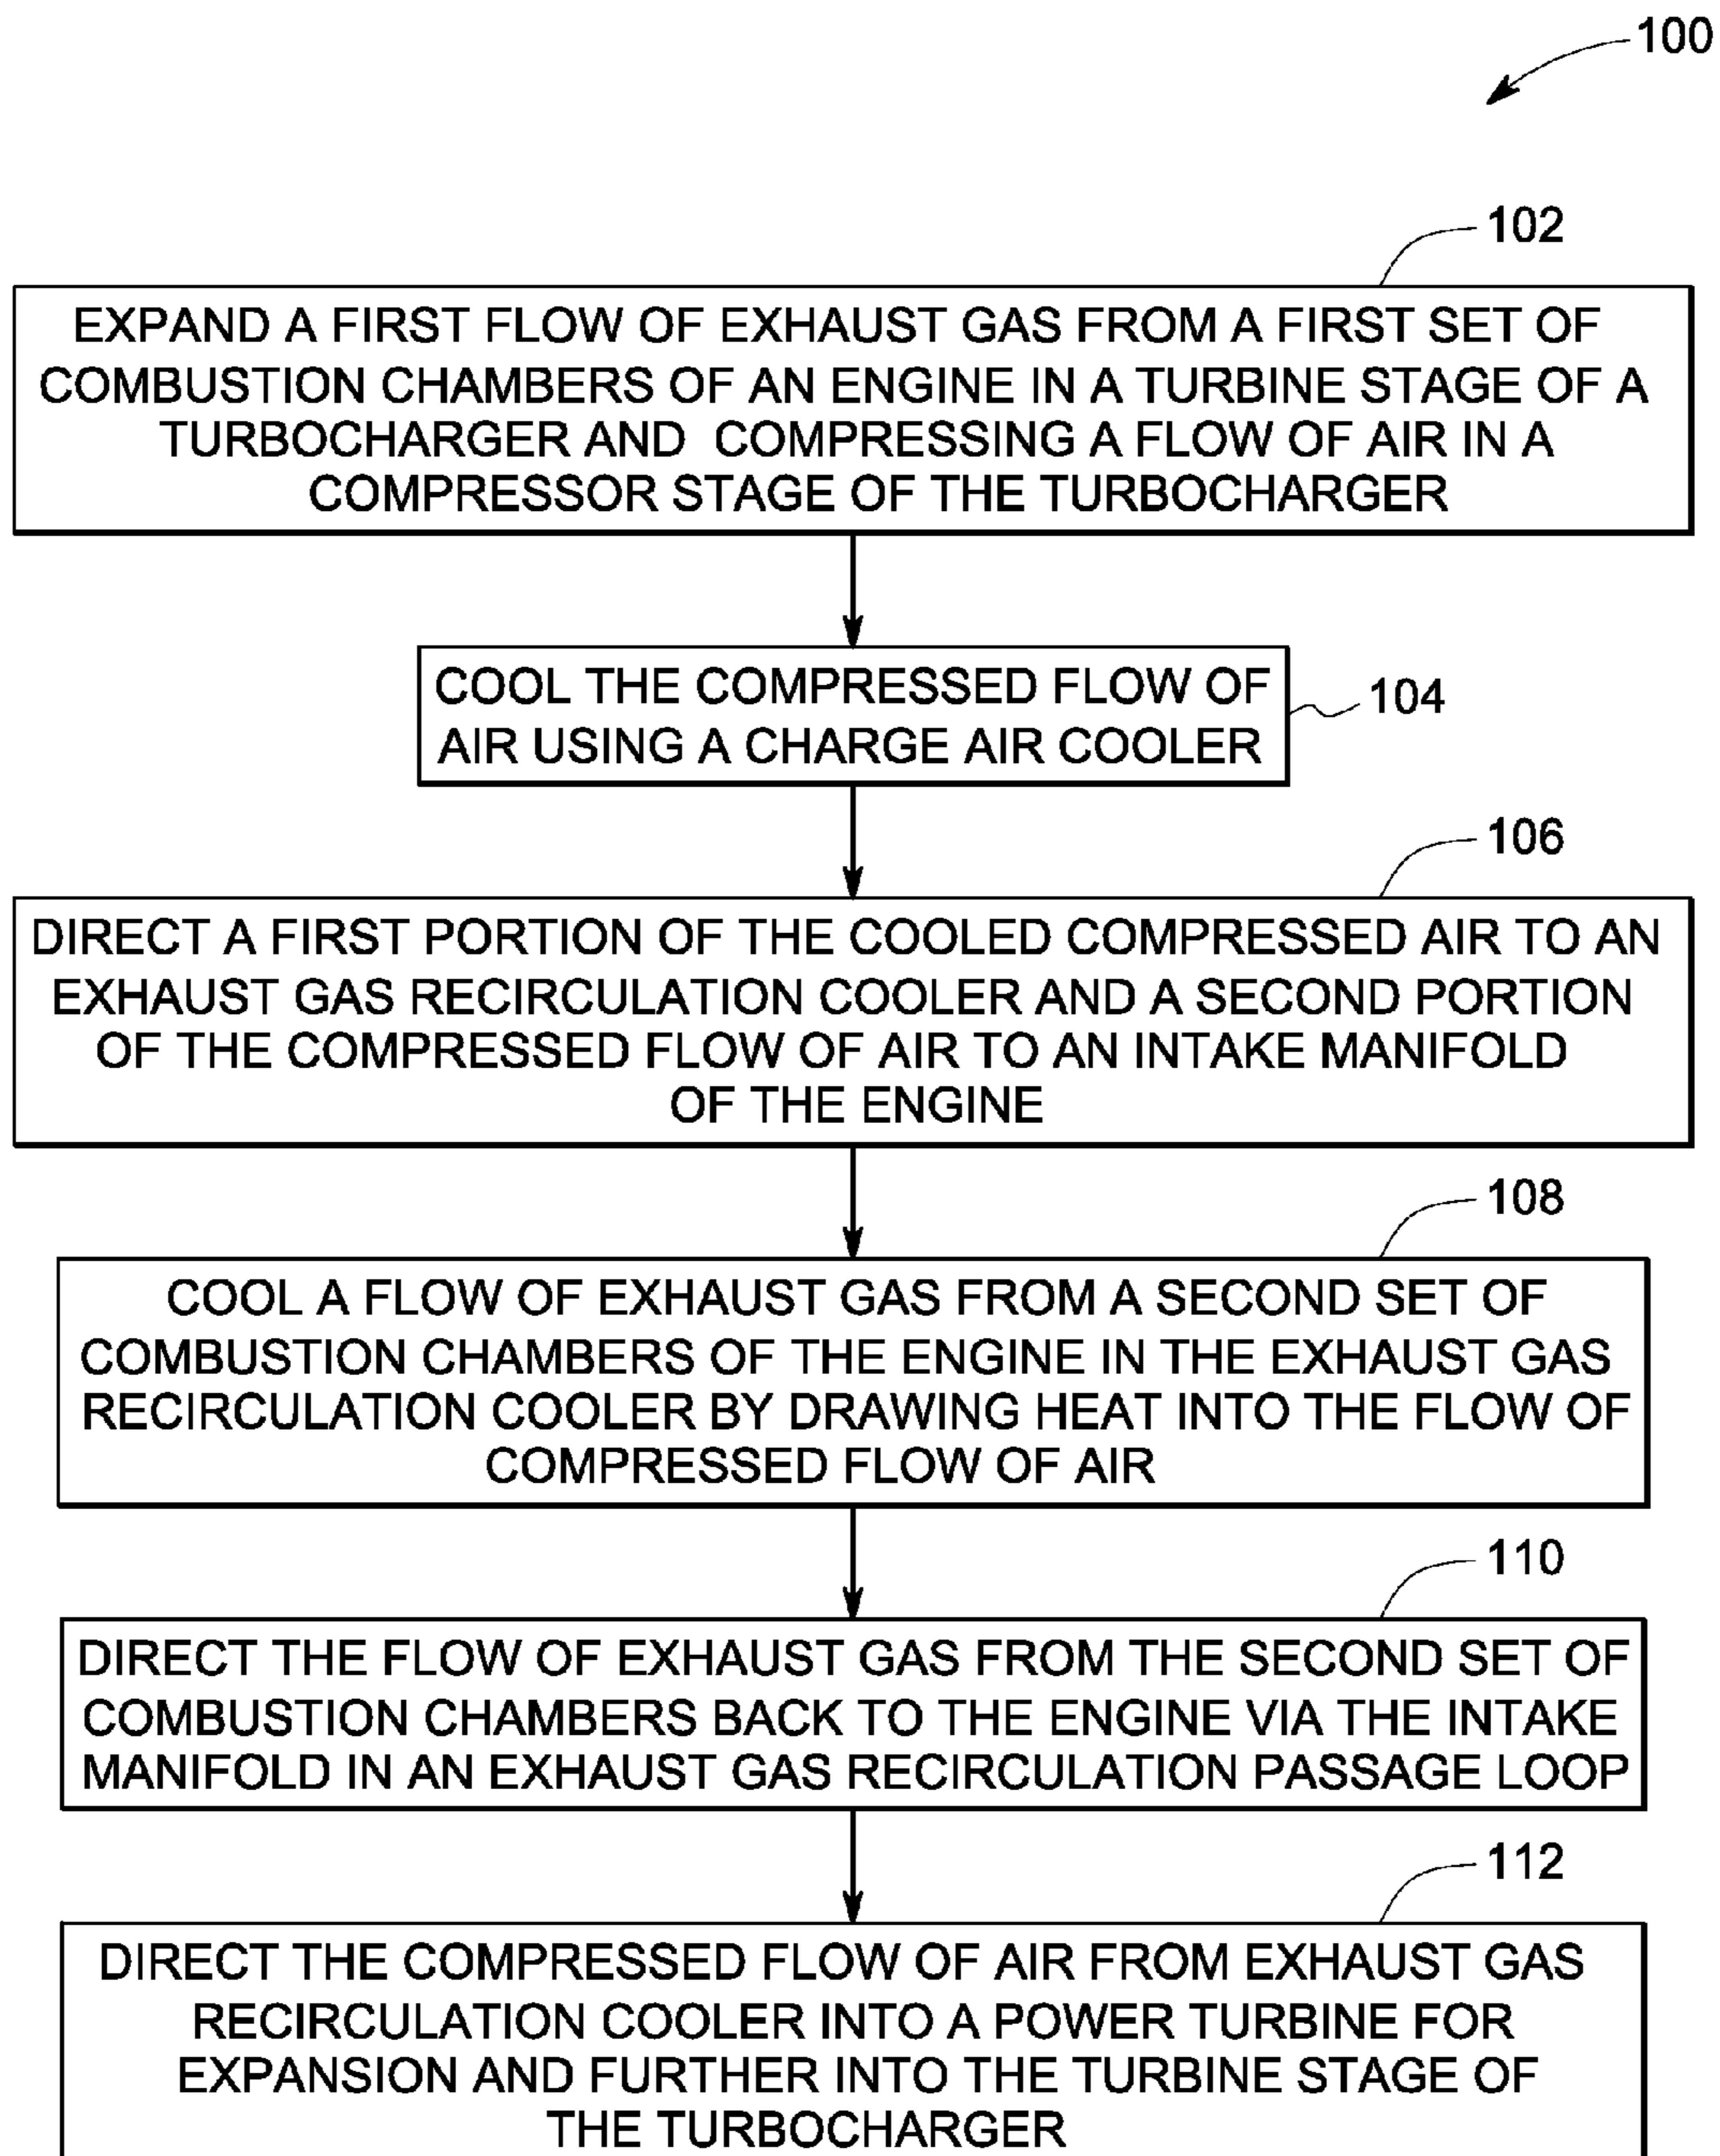 100
102
EXPAND A FIRST FLOW OF EXHAUST GAS FROM A FIRST SET OF
COMBUSTION CHAMBERS OF AN ENGINE IN A TURBINE STAGE OF A
TURBOCHARGER AND COMPRESSING A FLOW OF AIR IN A
COMPRESSOR STAGE OF THE TURBOCHARGER
COOL THE COMPRESSED FLOW OF
AIR USING A CHARGE AIR COOLER
104
106
DIRECT A FIRST PORTION OF THE COOLED COMPRESSED AIR TO AN
EXHAUST GAS RECIRCULATION COOLER AND A SECOND PORTION
OF THE COMPRESSED FLOW OF AIR TO AN INTAKE MANIFOLD
OF THE ENGINE
108
COOL A FLOW OF EXHAUST GAS FROM A SECOND SET OF
COMBUSTION CHAMBERS OF THE ENGINE IN THE EXHAUST GAS
RECIRCULATION COOLER BY DRAWING HEAT INTO THE FLOW OF
COMPRESSED FLOW OF AIR
110
DIRECT THE FLOW OF EXHAUST GAS FROM THE SECOND SET OF
COMBUSTION CHAMBERS BACK TO THE ENGINE VIA THE INTAKE
MANIFOLD IN AN EXHAUST GAS RECIRCULATION PASSAGE LOOP
112
DIRECT THE COMPRESSED FLOW OF AIR FROM EXHAUST GAS
RECIRCULATION COOLER INTO A POWER TURBINE FOR
EXPANSION AND FURTHER INTO THE TURBINE STAGE OF
THE TURBOCHARGER